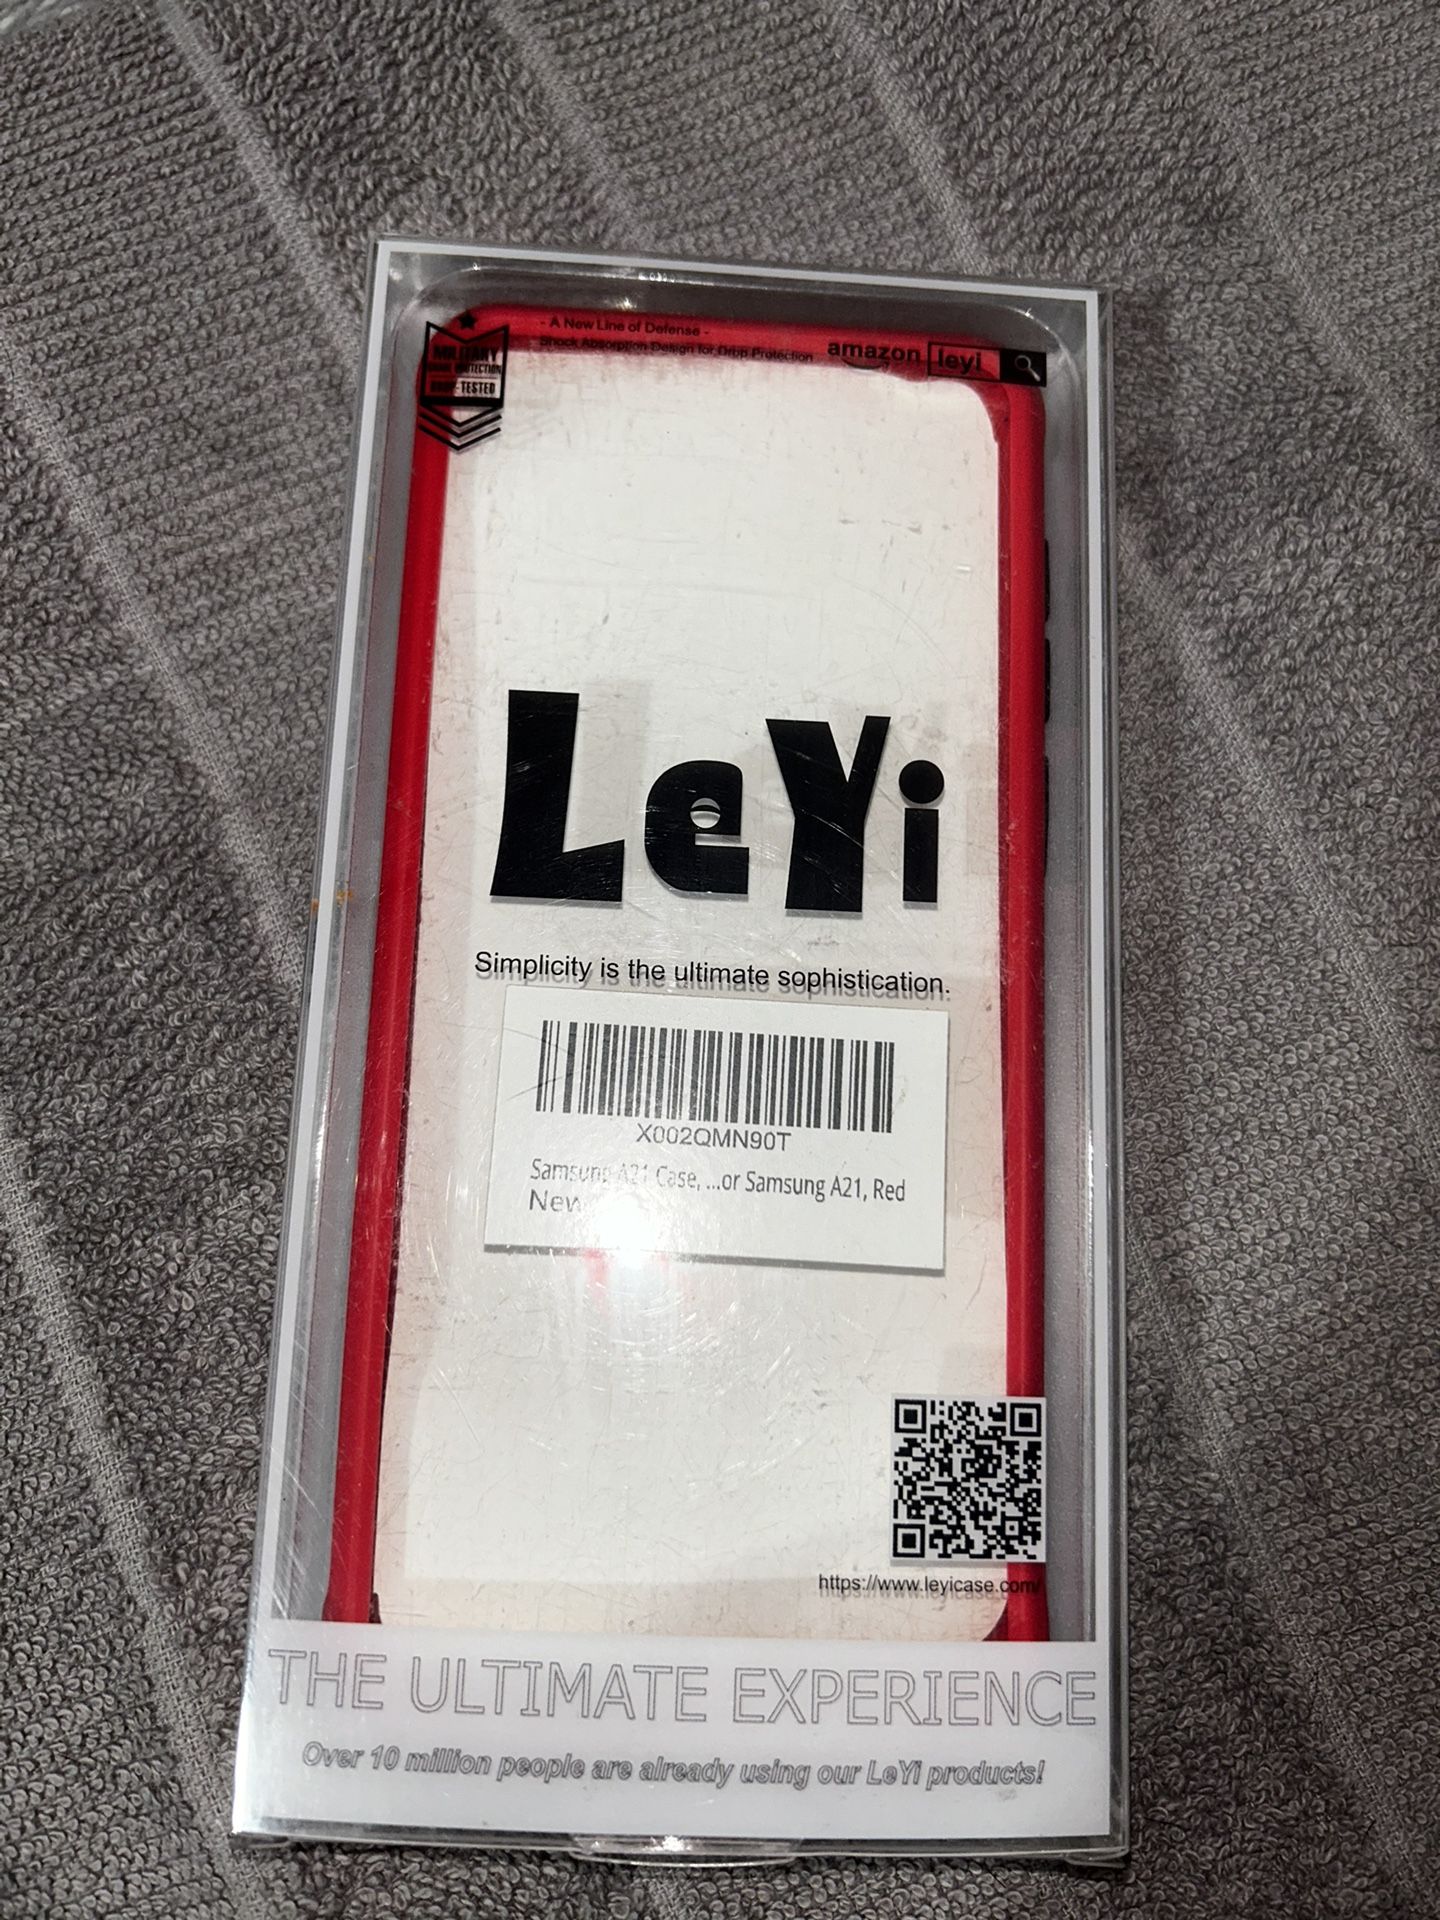 - A New Line of Defense -
Shock Absorption Design for Drop Protection
MILITARY
DROP-TESTED
amazon leyi
LeYi
Simplicity is the ultimate sophistication.
X002QMN90T
Samsung A21 Case, ...or Samsung A21, Red
New
https://www.leyicase.com/
THE ULTIMATE EXPERIENCE
Over 10 million people are already using our LeYi products!